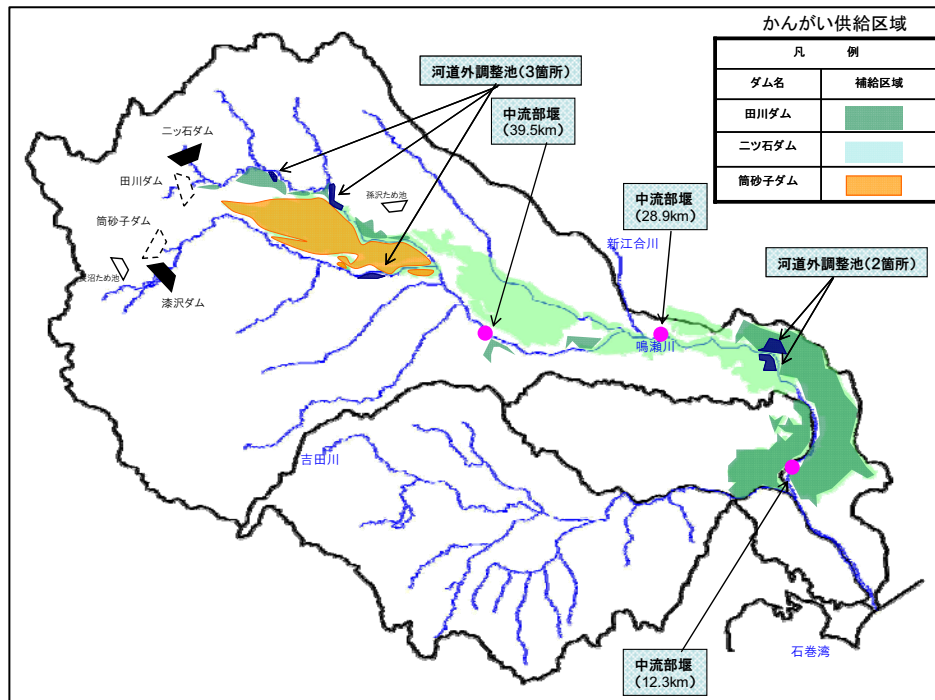 かんがい供給区域
凡 例
ダム名 補給区域
田川ダム
二ッ石ダム
筒砂子ダム
河道外調整池(3箇所)
中流部堰
(39.5km)
二ッ石ダム
田川ダム
孫沢ため池
筒砂子ダム
沼ため池
漆沢ダム
中流部堰
(28.9km)
新江合川
河道外調整池(2箇所)
鳴瀬川
吉田川
中流部堰
(12.3km)
石巻湾